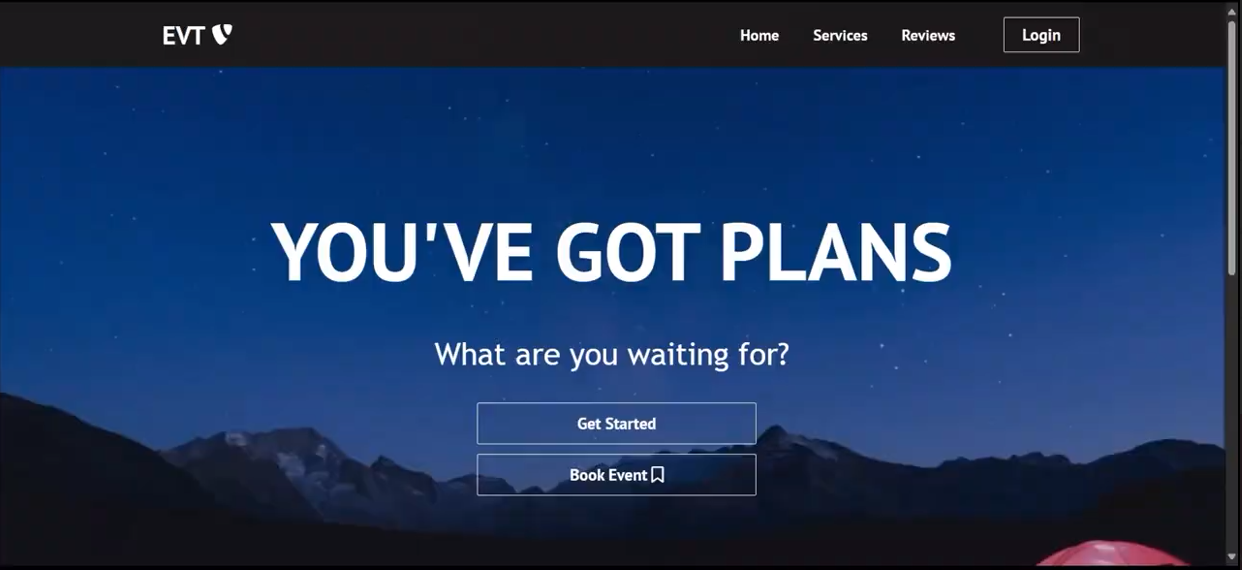 EVT
Home Services Reviews Login
YOU'VE GOT PLANS
What are you waiting for?
Get Started
Book Event